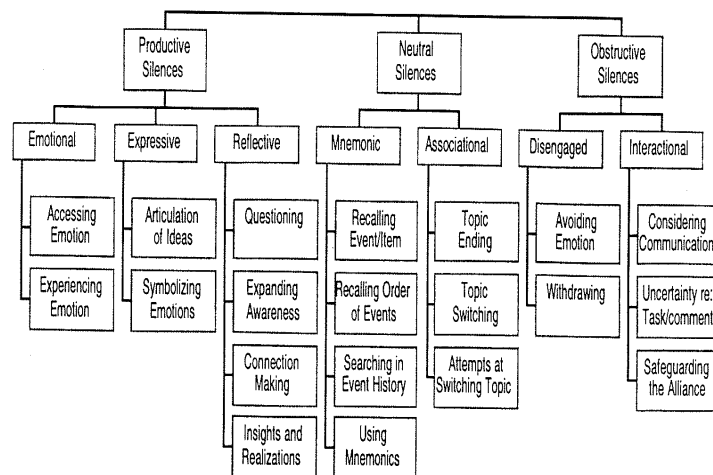 Productive
Silences
Neutral
Silences
Obstructive
Silences
Emotional
Expressive
Reflective
Mnemonic
Associational
Disengaged
Interactional
Accessing
Emotion
Articulation
of Ideas
Questioning
Recalling
Event/Item
Topic
Ending
Avoiding
Emotion
Considering
Communication
Experiencing
Emotion
Symbolizing
Emotions
Expanding
Awareness
Recalling Order
of Events
Topic
Switching
Withdrawing
Uncertainty re:
Task/comment
Connection
Making
Searching in
Event History
Attempts at
Switching Topic
Safeguarding
the Alliance
Insights and
Realizations
Using
Mnemonics